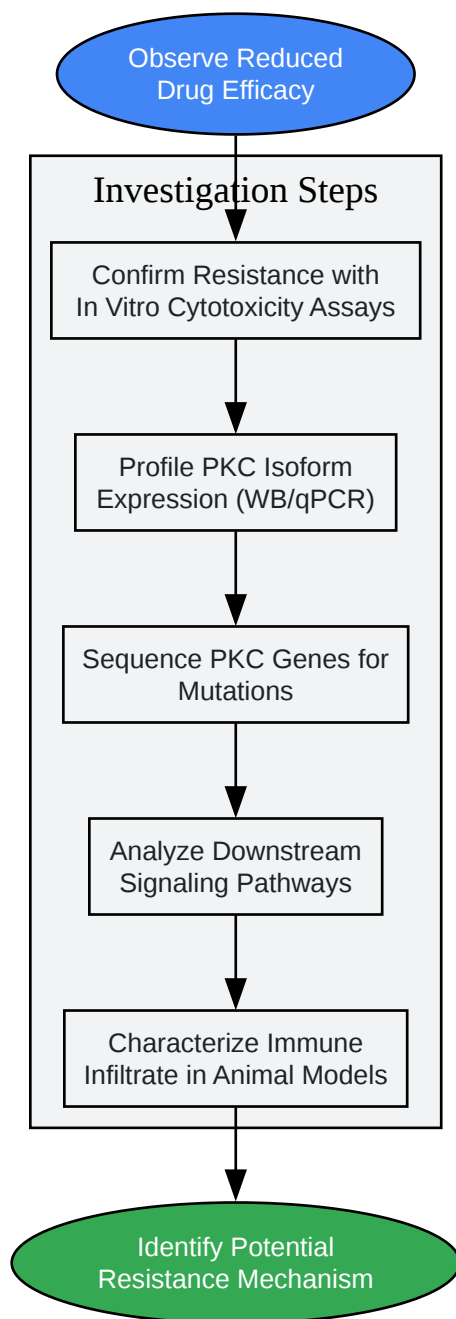 Observe Reduced
Drug Efficacy
Investigation Steps
Confirm Resistance with
In Vitro Cytotoxicity Assays
Profile PKC Isoform
Expression (WB/qPCR)
Sequence PKC Genes for
Mutations
Analyze Downstream
Signaling Pathways
Characterize Immune
Infiltrate in Animal Models
Identify Potential
Resistance Mechanism